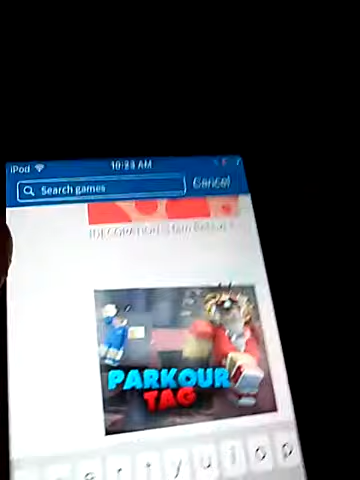 iPod 10:23 AM
Search games Cancel
PARKOUR
TAG
e r t y u i o p